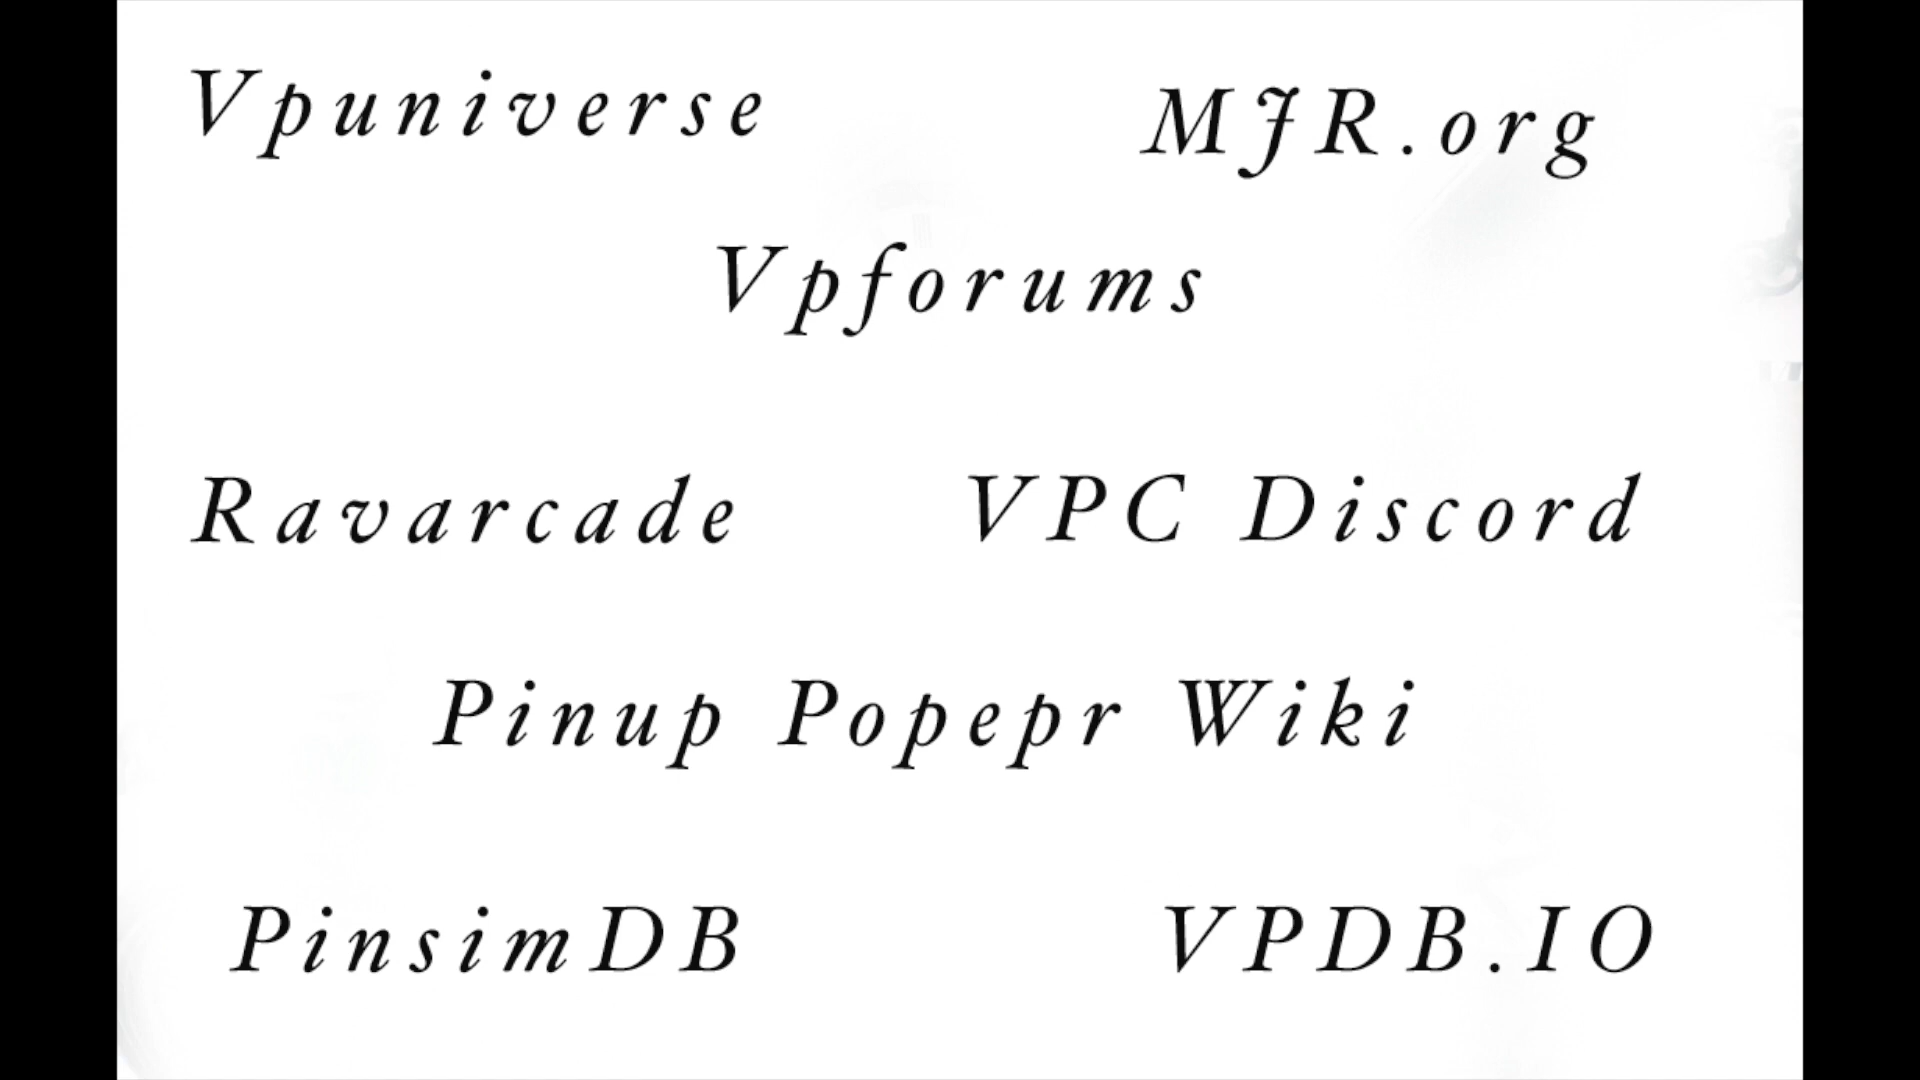 Vpuniverse
MJR.org
Vpforums
Ravarcade
VPC Discord
Pinup Popepr Wiki
PinsimDB
VPDB.IO